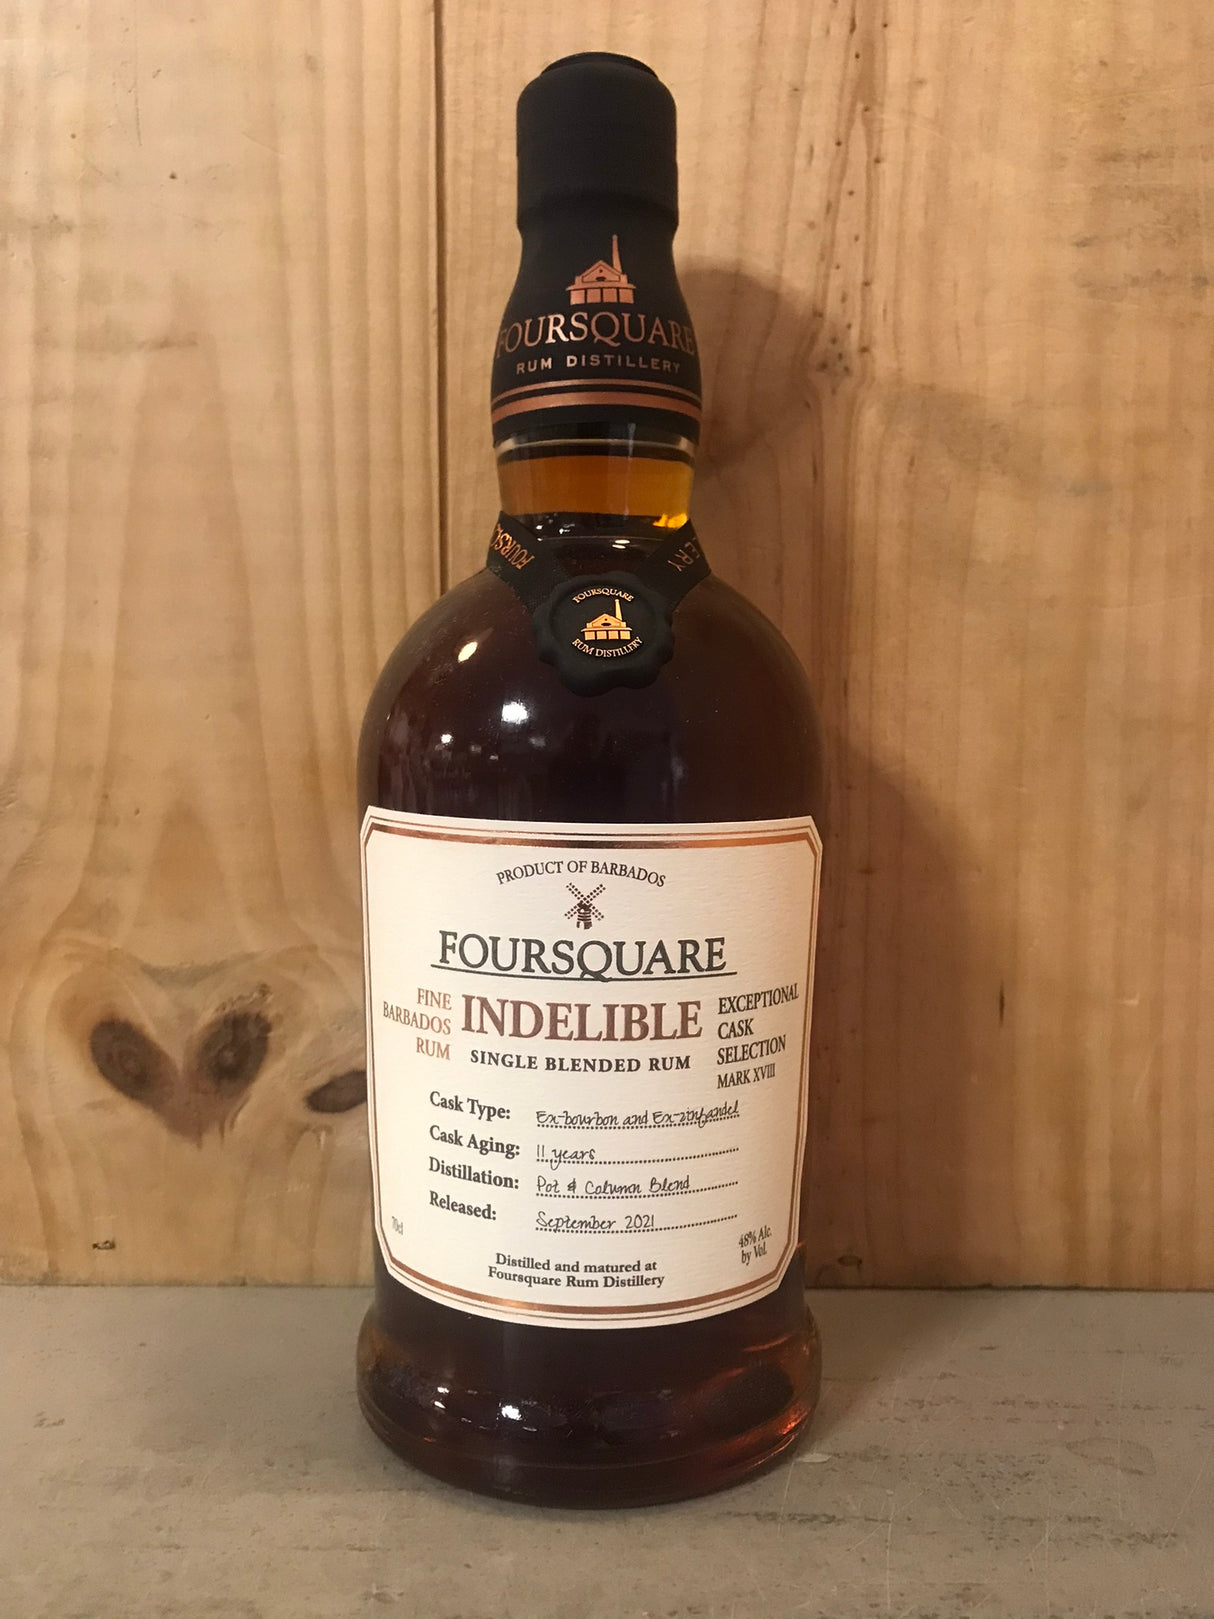 FOURSQUARE
RUM DISTILLERY
FOURSQUARE
RUM DISTILLERY
PRODUCT OF BARBADOS
FOURSQUARE
FINE
BARBADOS
RUM
INDELIBLE
SINGLE BLENDED RUM
EXCEPTIONAL
CASK
SELECTION
MARK XVIII
Cask Type: Ex-bourbon and Ex-zinfandel
Cask Aging: 11 years
Distillation: Pot & Column Blend
Released: September 2021
70cl
48% Alc.
by Vol.
Distilled and matured at
Foursquare Rum Distillery